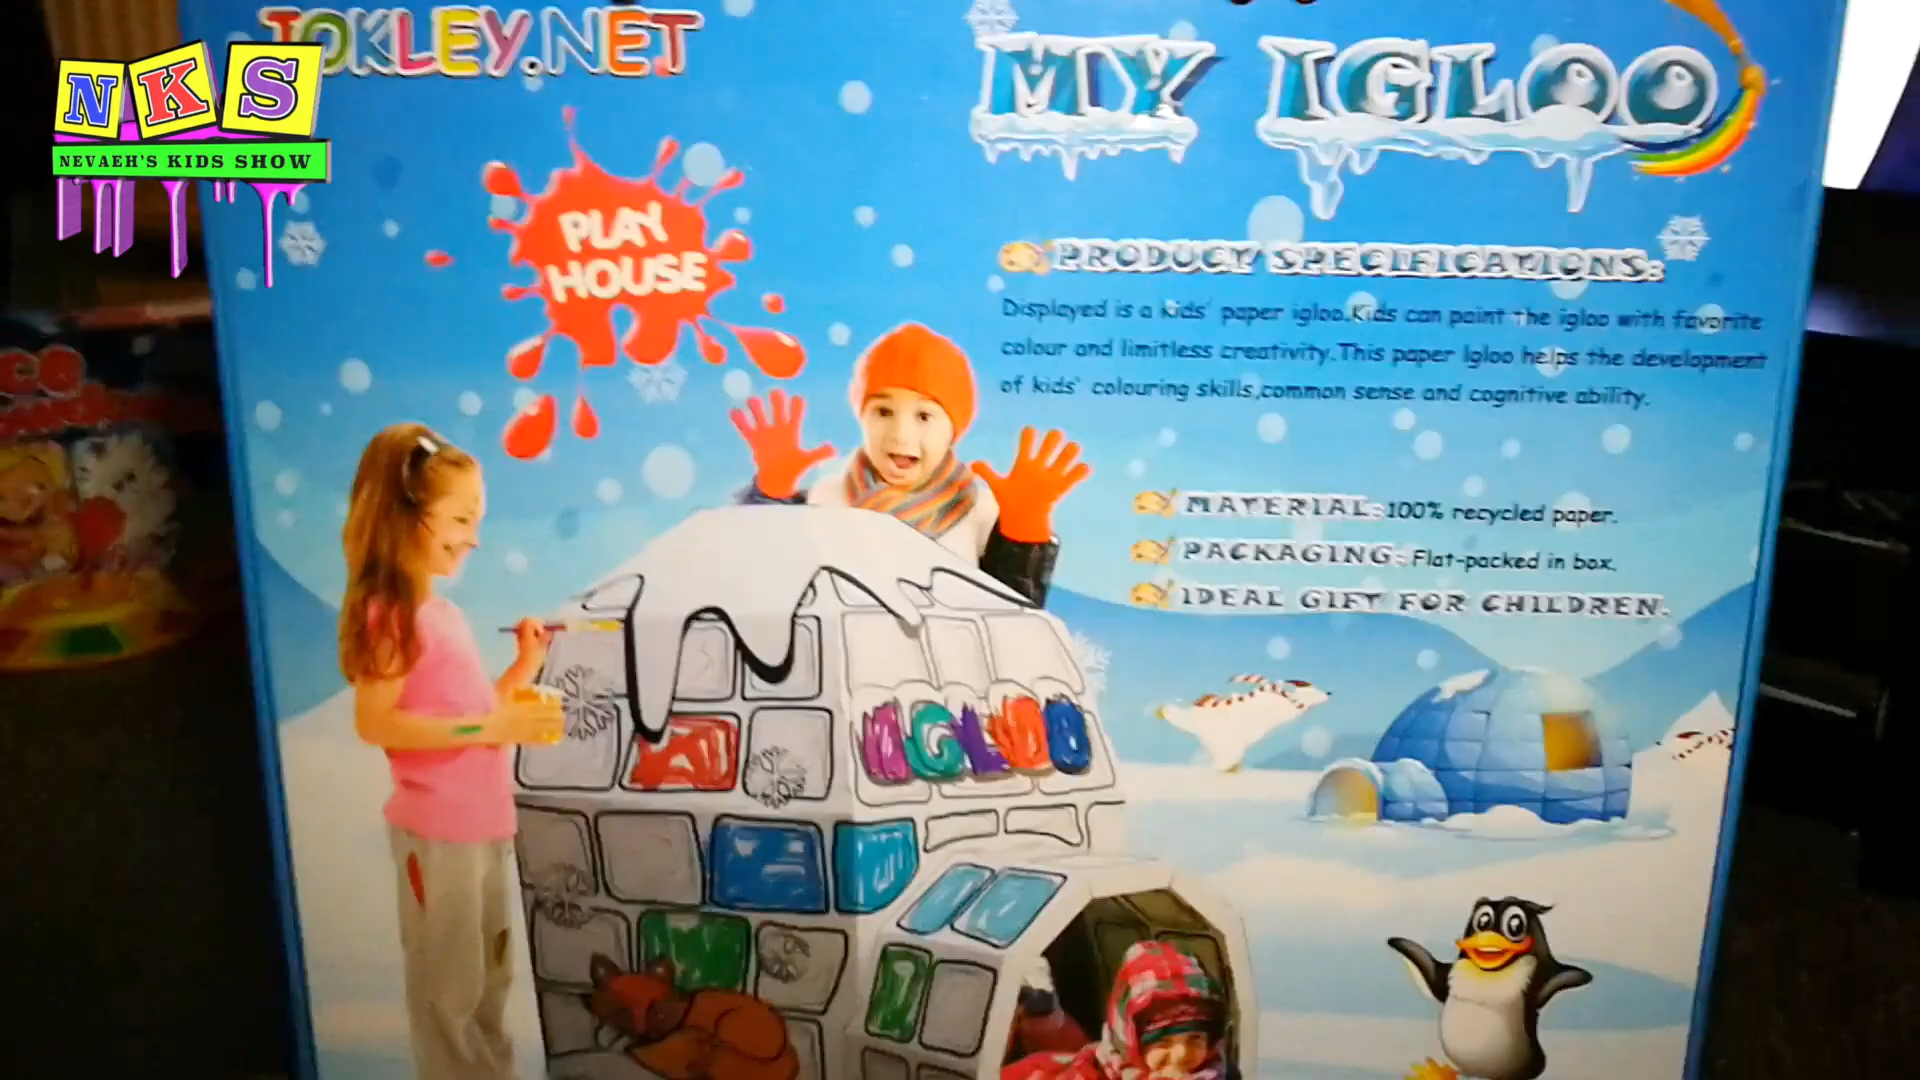 JOKLEY.NET
MY IGLOO
NKS
NEVAEH'S KIDS SHOW
PLAY
HOUSE
PRODUCT SPECIFICATIONS:
Displayed is a kids' paper igloo.Kids can paint the igloo with favorite
colour and limitless creativity.This paper Igloo helps the development
of kids' colouring skills,common sense and cognitive ability.
MATERIAL:100% recycled paper.
PACKAGING:Flat-packed in box.
IDEAL GIFT FOR CHILDREN.
IGLOO